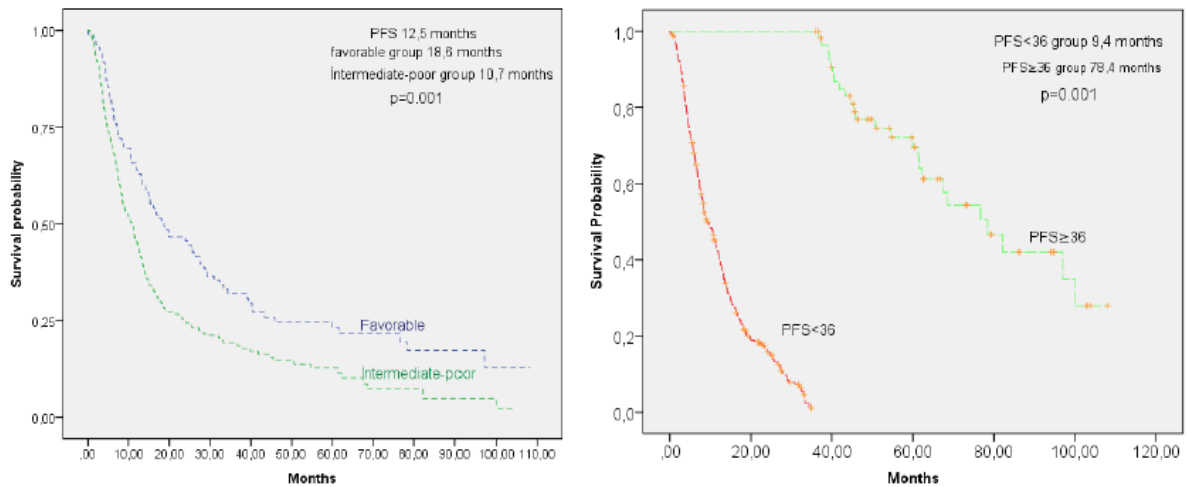 PFS 12,5 months
favorable group 18,6 months
İntermediate-poor group 10,7 months
p=0.001
1,00
0,75
0,50
0,25
0,00
Survival probability
Favorable
İntermediate-poor
,00 10,00 20,00 30,00 40,00 50,00 60,00 70,00 80,00 90,00 100,00 110,00
Months
PFS<36 group 9,4 months
PFS≥36 group 78,4 months
p=0.001
1,0
0,8
0,6
0,4
0,2
0,0
Survival Probability
PFS≥36
PFS<36
,00 20,00 40,00 60,00 80,00 100,00 120,00
Months